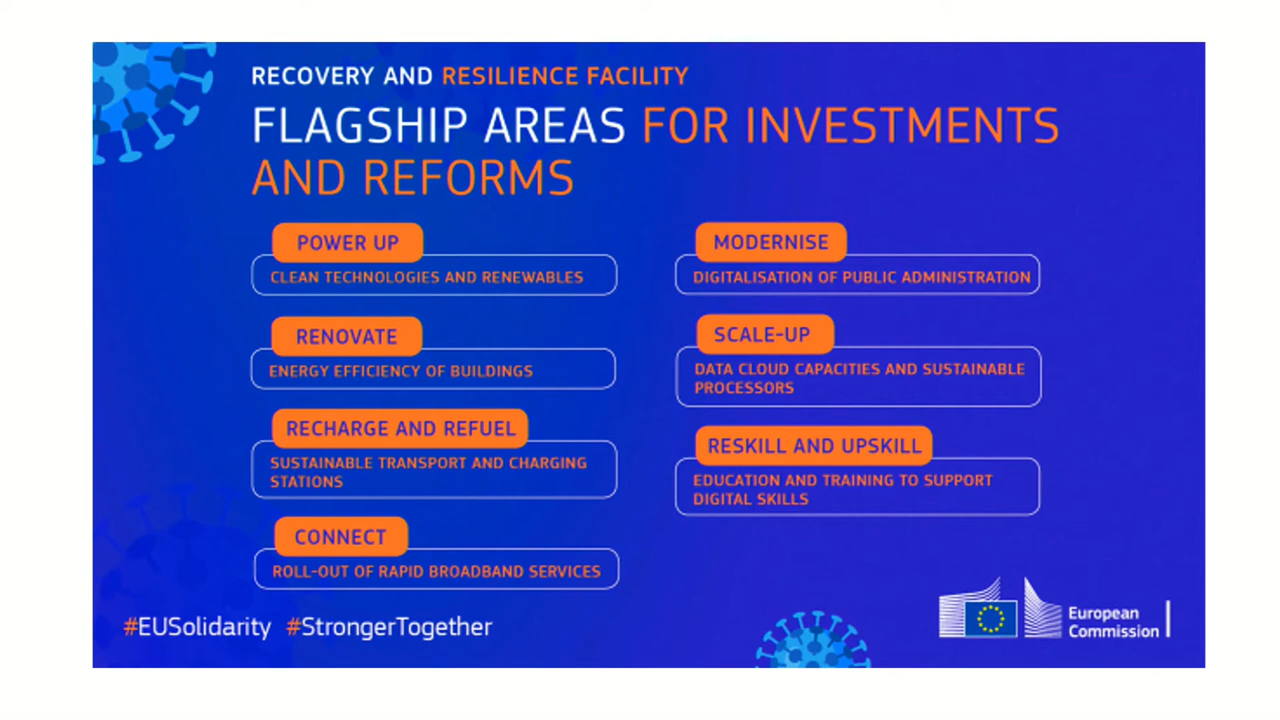 RECOVERY AND RESILIENCE FACILITY
FLAGSHIP AREAS FOR INVESTMENTS
AND REFORMS
POWER UP
CLEAN TECHNOLOGIES AND RENEWABLES
RENOVATE
ENERGY EFFICIENCY OF BUILDINGS
RECHARGE AND REFUEL
SUSTAINABLE TRANSPORT AND CHARGING
STATIONS
CONNECT
ROLL-OUT OF RAPID BROADBAND SERVICES
MODERNISE
DIGITALISATION OF PUBLIC ADMINISTRATION
SCALE-UP
DATA CLOUD CAPACITIES AND SUSTAINABLE
PROCESSORS
RESKILL AND UPSKILL
EDUCATION AND TRAINING TO SUPPORT
DIGITAL SKILLS
#EUSolidarity #StrongerTogether
European
Commission